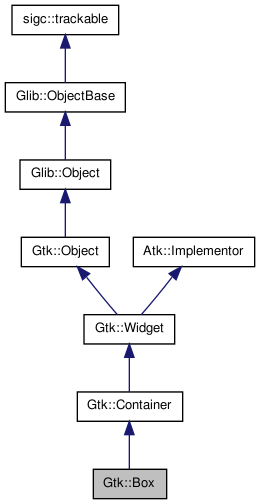 sigc::trackable
Glib::ObjectBase
Glib::Object
Gtk::Object
Atk::Implementor
Gtk::Widget
Gtk::Container
Gtk::Box